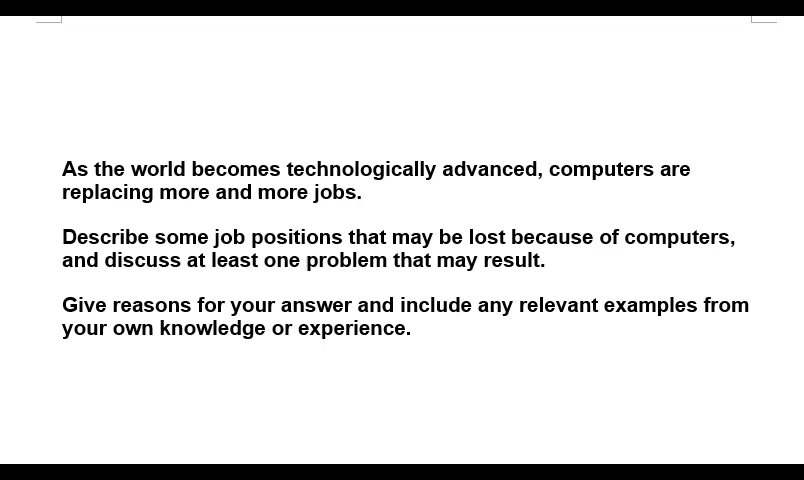 As the world becomes technologically advanced, computers are
replacing more and more jobs.
Describe some job positions that may be lost because of computers,
and discuss at least one problem that may result.
Give reasons for your answer and include any relevant examples from
your own knowledge or experience.